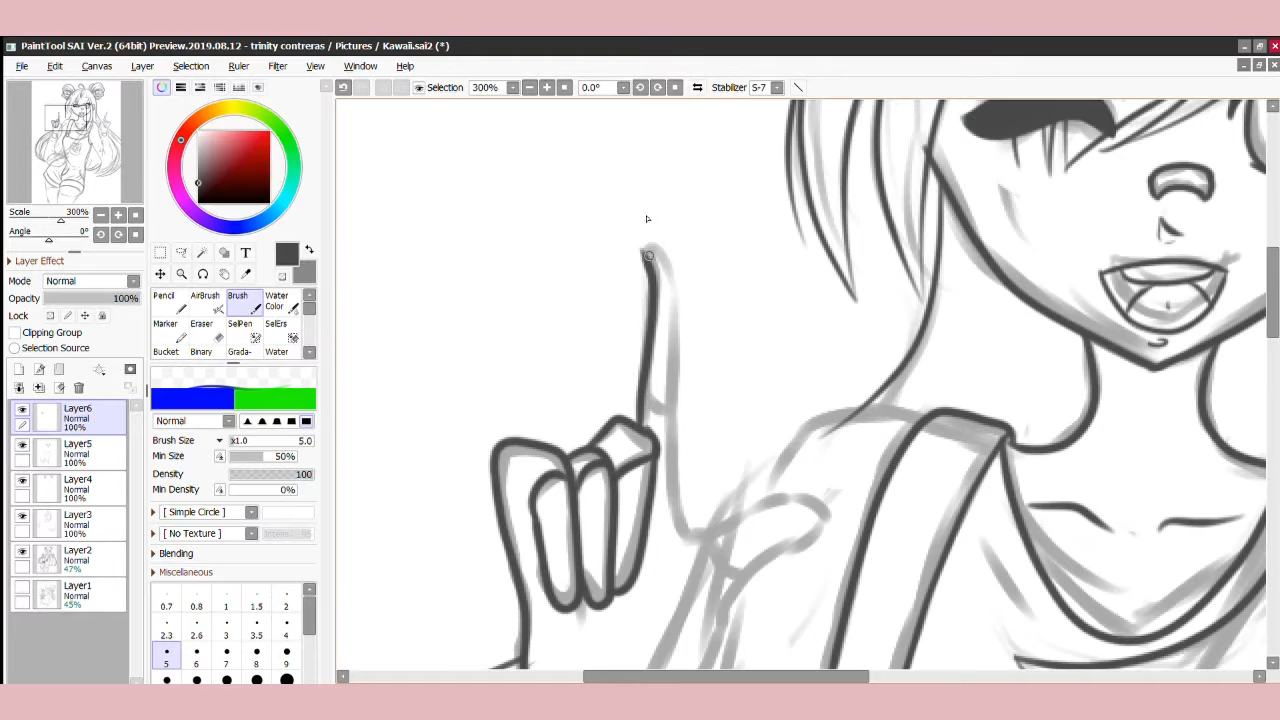 PaintTool SAI Ver.2 (64bit) Preview.2019.08.12 - trinity contreras / Pictures / Kawaii.sai2 (*)
File Edit Canvas Layer Selection Ruler Filter View Window Help
Selection 300% 0.0° Stabilizer S-7
Scale 300%
Angle 0°
Layer Effect
Mode Normal
Opacity 100%
Lock
Clipping Group
Selection Source
Layer6
Normal
100%
Layer5
Normal
100%
Layer4
Normal
100%
Layer3
Normal
100%
Layer2
Normal
47%
Layer1
Normal
45%
T
Pencil AirBrush Brush Water Color
Marker Eraser SelPen SelErs
Bucket Binary Grada- Water
Normal
Brush Size x1.0 5.0
Min Size 50%
Density 100
Min Density 0%
[ Simple Circle ]
[ No Texture ]
Blending
Miscellaneous
0.7 0.8 1 1.5 2
2.3 2.6 3 3.5 4
5 6 7 8 9